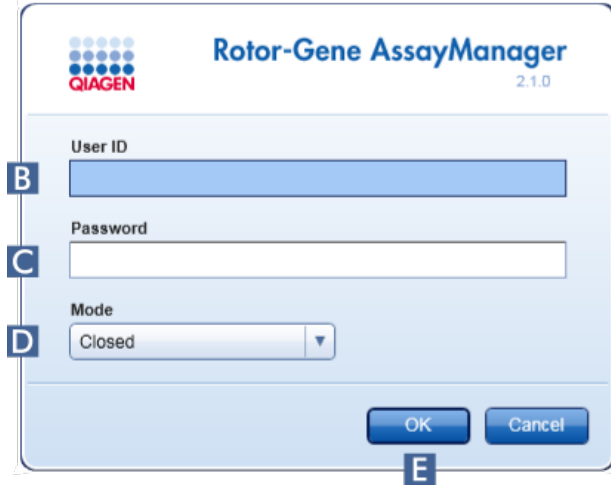 Rotor-Gene AssayManager
QIAGEN
2.1.0
User ID
B
Password
C
Mode
D Closed
OK Cancel
E